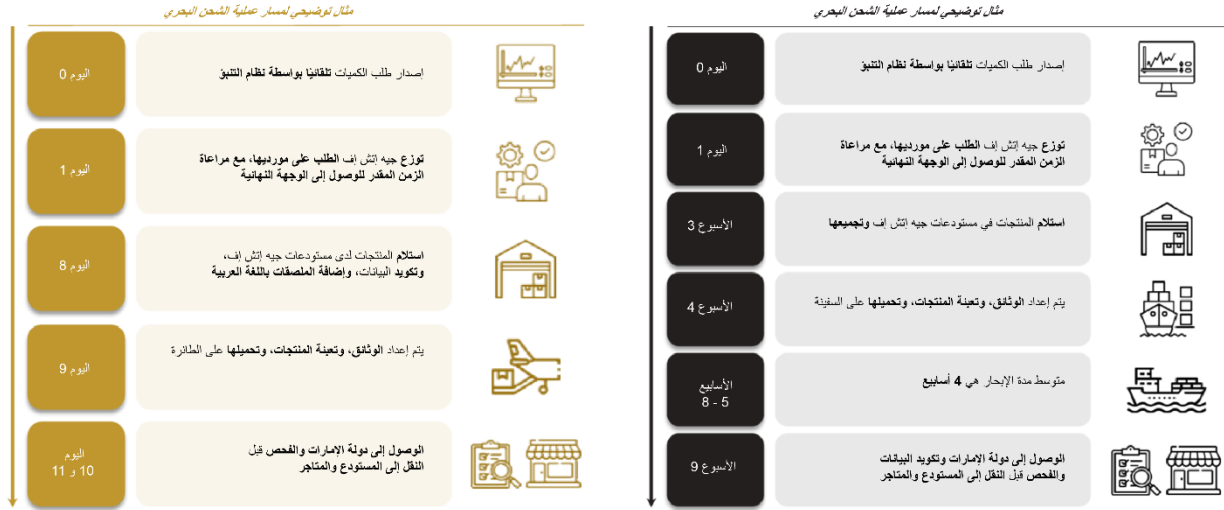 مثال توضيحي لمسار عملية الشحن البحري
إصدار طلب الكميات تلقائيًا بواسطة نظام التنبؤ
اليوم 0
توزع جيه إتش إف الطلب على مورديها، مع مراعاة
الزمن المقدر للوصول إلى الوجهة النهائية
اليوم 1
استلام المنتجات في مستودعات جيه إتش إف وتجميعها
الأسبوع 3
يتم إعداد الوثائق، وتعبئة المنتجات، وتحميلها على السفينة
الأسبوع 4
متوسط مدة الإبحار هي 4 أسابيع
الأسابيع
5 - 8
الوصول إلى دولة الإمارات وتكويد البيانات
والفحص قبل النقل إلى المستودع والمتاجر
الأسبوع 9
مثال توضيحي لمسار عملية الشحن البحري
إصدار طلب الكميات تلقائيًا بواسطة نظام التنبؤ
اليوم 0
توزع جيه إتش إف الطلب على مورديها، مع مراعاة
الزمن المقدر للوصول إلى الوجهة النهائية
اليوم 1
استلام المنتجات لدى مستودعات جيه إتش إف،
وتكويد البيانات، وإضافة الملصقات باللغة العربية
اليوم 8
يتم إعداد الوثائق، وتعبئة المنتجات، وتحميلها على الطائرة
اليوم 9
الوصول إلى دولة الإمارات والفحص قبل
النقل إلى المستودع والمتاجر
اليوم
10 و 11